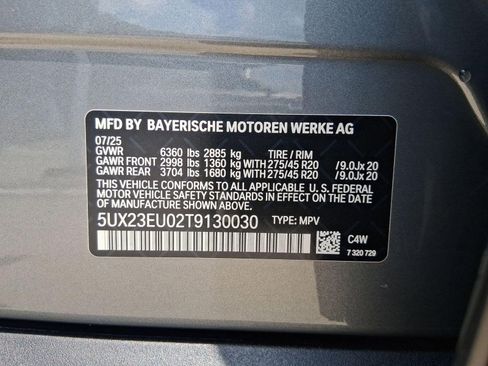 MFD BY BAYERISCHE MOTOREN WERKE AG
07/25
GVWR 6360 lbs 2885 kg TIRE / RIM
GAWR FRONT 2998 lbs 1360 kg WITH 275/45 R20 / 9.0Jx 20
GAWR REAR 3704 lbs 1680 kg WITH 275/45 R20 / 9.0Jx 20
THIS VEHICLE CONFORMS TO ALL APPLICABLE U.S. FEDERAL
MOTOR VEHICLE SAFETY STANDARDS IN EFFECT ON THE DATE
OF MANUFACTURE SHOWN ABOVE.
5UX23EU02T9130030 TYPE: MPV
C4W
7 320 729